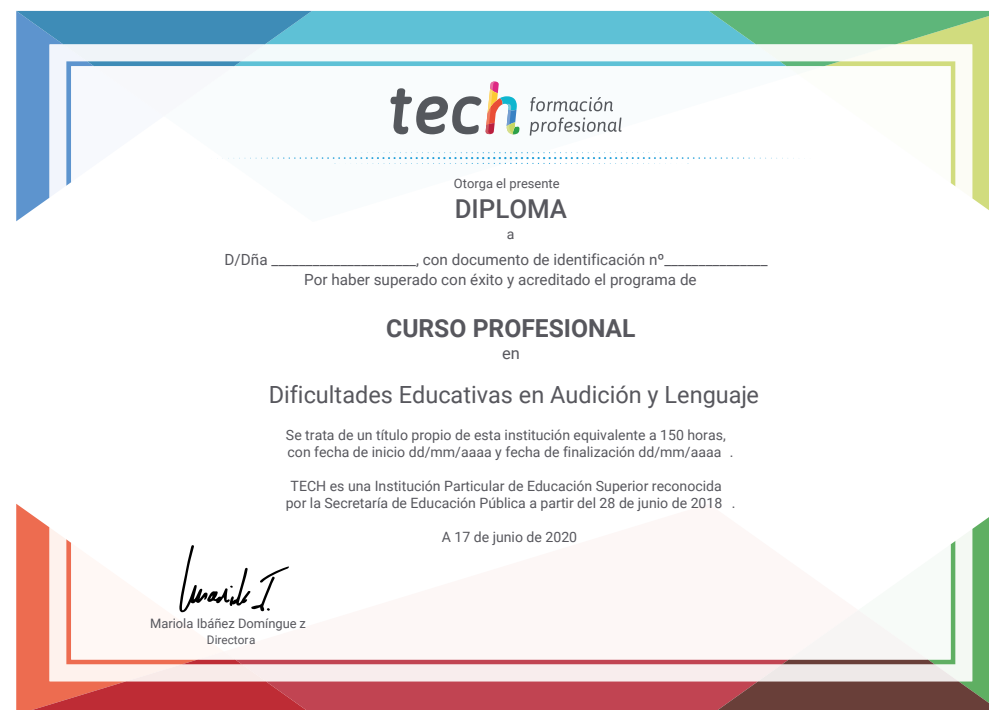 tech formación
profesional
Otorga el presente
DIPLOMA
a
D/Dña _____________________, con documento de identificación nº_______________
Por haber superado con éxito y acreditado el programa de
CURSO PROFESIONAL
en
Dificultades Educativas en Audición y Lenguaje
Se trata de un título propio de esta institución equivalente a 150 horas,
con fecha de inicio dd/mm/aaaa y fecha de finalización dd/mm/aaaa .
TECH es una Institución Particular de Educación Superior reconocida
por la Secretaría de Educación Pública a partir del 28 de junio de 2018 .
A 17 de junio de 2020
Mariola Ibáñez Domíngue z
Directora